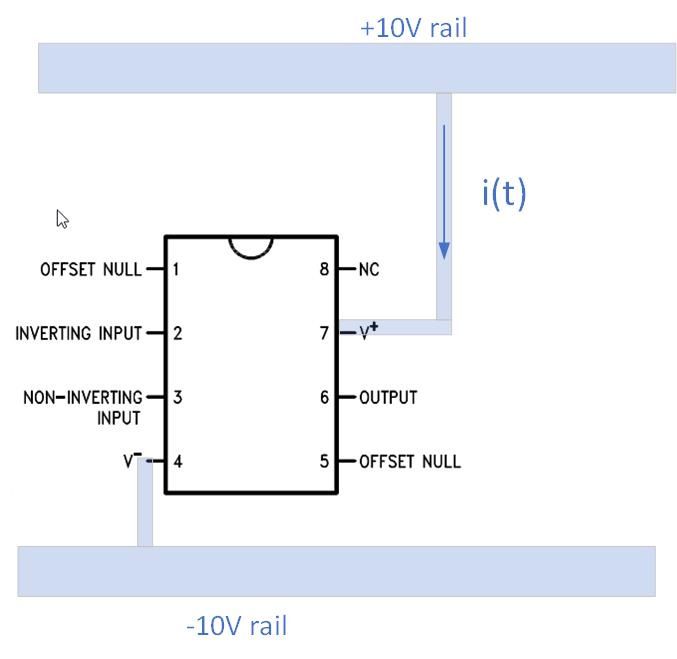 +10V rail
i(t)
OFFSET NULL 1
8 NC
INVERTING INPUT 2
7 V+
NON-INVERTING 3
INPUT
6 OUTPUT
V- 4
5 OFFSET NULL
-10V rail